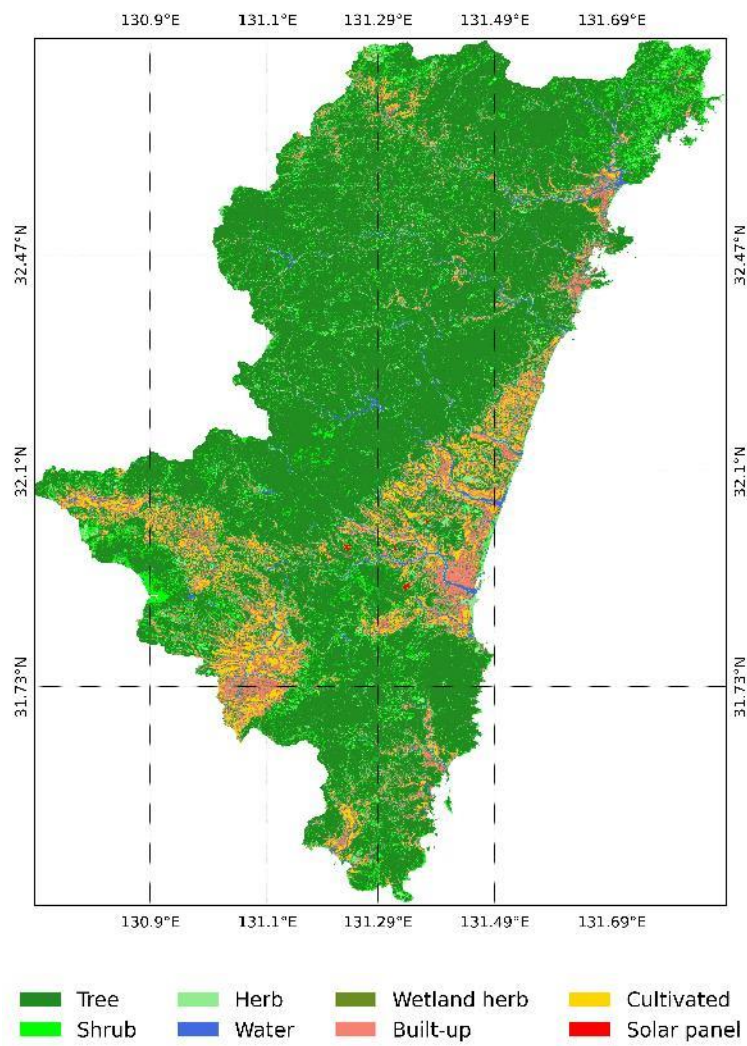 130.9°E 131.1°E 131.29°E 131.49°E 131.69°E
32.47°N 32.47°N
32.1°N 32.1°N
31.73°N 31.73°N
130.9°E 131.1°E 131.29°E 131.49°E 131.69°E
Tree Herb Wetland herb Cultivated
Shrub Water Built-up Solar panel